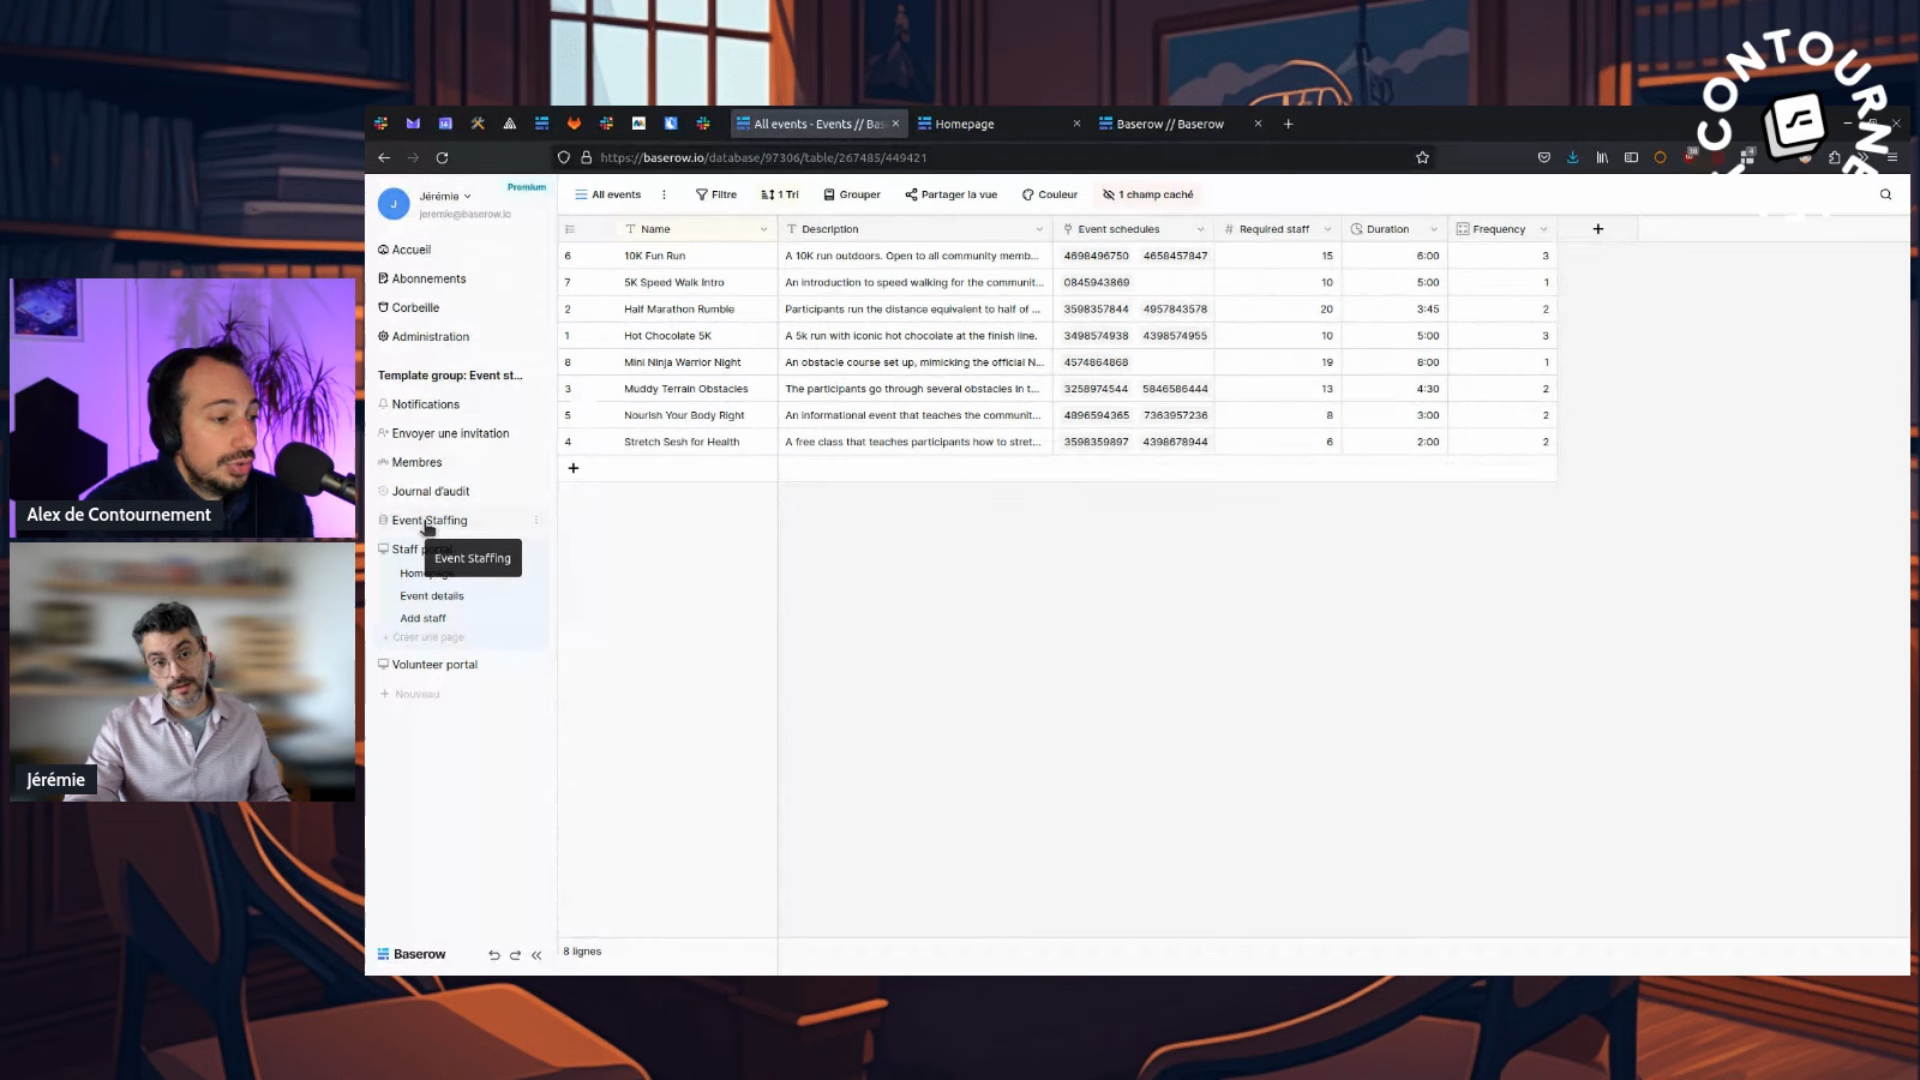 CONTOURNE
All events - Events // Bas
Homepage
Baserow // Baserow
https://baserow.io/database/97306/table/267485/449421
J
Jérémie
Premium
jeremie@baserow.io
All events
Filtre
1 Tri
Grouper
Partager la vue
Couleur
1 champ caché
Accueil
Abonnements
Corbeille
Administration
Template group: Event st...
Notifications
Envoyer une invitation
Membres
Journal d'audit
Event Staffing
Staff
Event Staffing
Event details
Add staff
+ Créer une page
Volunteer portal
+ Nouveau
Baserow
Name Description Event schedules Required staff Duration Frequency
6 10K Fun Run A 10K run outdoors. Open to all community memb... 4698496750 4658457847 15 6:00 3
7 5K Speed Walk Intro An introduction to speed walking for the communit... 0845943869 10 5:00 1
2 Half Marathon Rumble Participants run the distance equivalent to half of ... 3598357844 4957843578 20 3:45 2
1 Hot Chocolate 5K A 5k run with iconic hot chocolate at the finish line. 3498574938 4398574955 10 5:00 3
8 Mini Ninja Warrior Night An obstacle course set up, mimicking the official N... 4574864868 19 8:00 1
3 Muddy Terrain Obstacles The participants go through several obstacles in t... 3258974544 5846586444 13 4:30 2
5 Nourish Your Body Right An informational event that teaches the communit... 4896594365 7363957236 8 3:00 2
4 Stretch Sesh for Health A free class that teaches participants how to stret... 3598359897 4398678944 6 2:00 2
8 lignes
Alex de Contournement
Jérémie